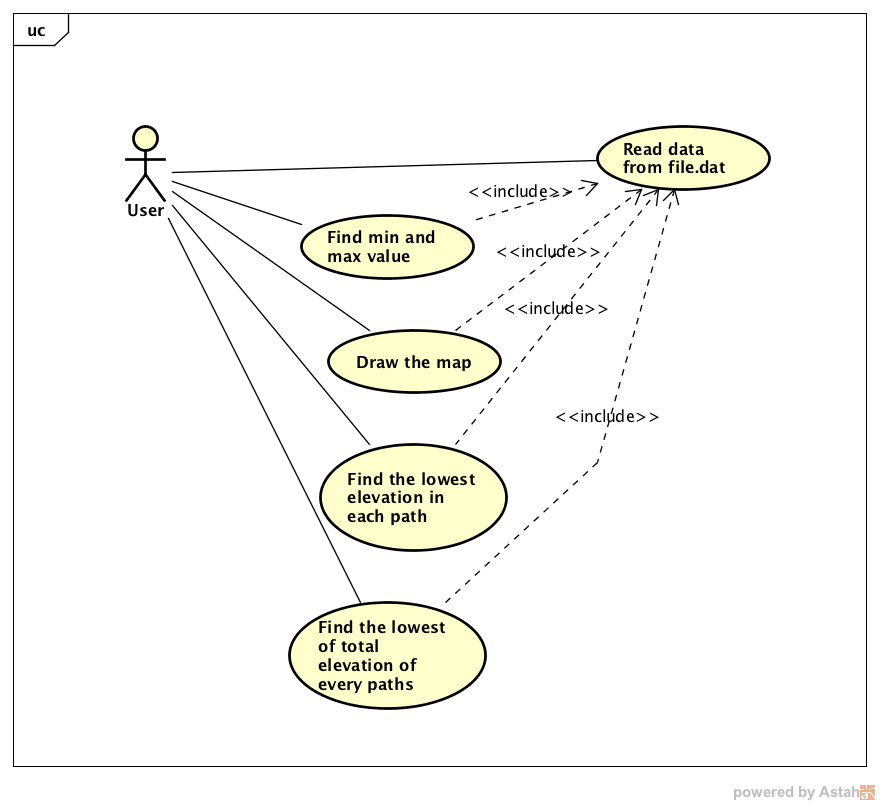 uc
User
Read data
from file.dat
<<include>>
Find min and
max value
<<include>>
<<include>>
Draw the map
<<include>>
Find the lowest
elevation in
each path
Find the lowest
of total
elevation of
every paths
powered by Astah